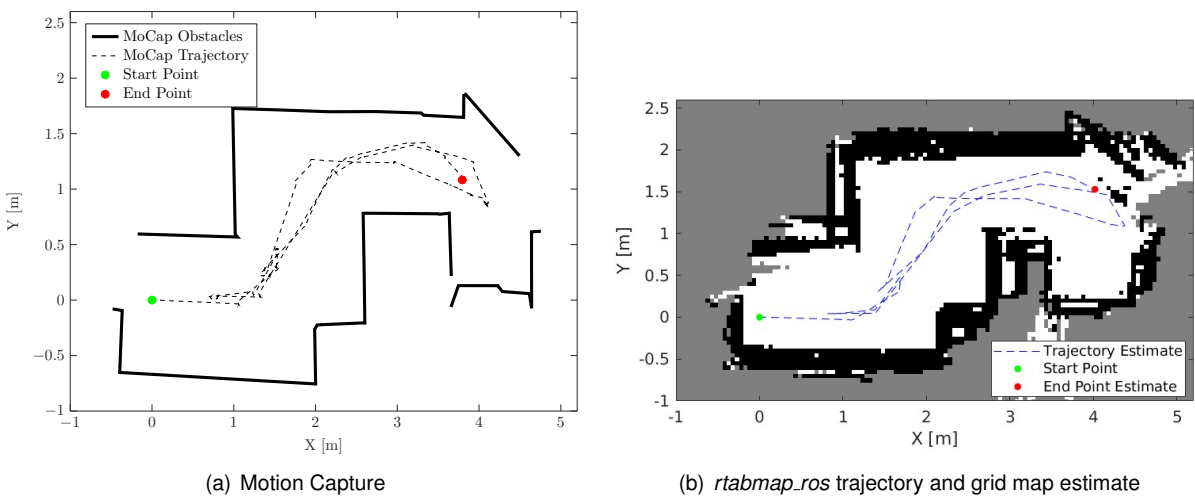 2.5
2
1.5
1
0.5
0
−0.5
−1
−1
0
1
2
3
4
5
Y [m]
X [m]
MoCap Obstacles
MoCap Trajectory
Start Point
End Point
(a) Motion Capture
2.5
2
1.5
1
0.5
0
-0.5
-1
-1
0
1
2
3
4
5
Y [m]
X [m]
Trajectory Estimate
Start Point
End Point Estimate
(b) rtabmap_ros trajectory and grid map estimate